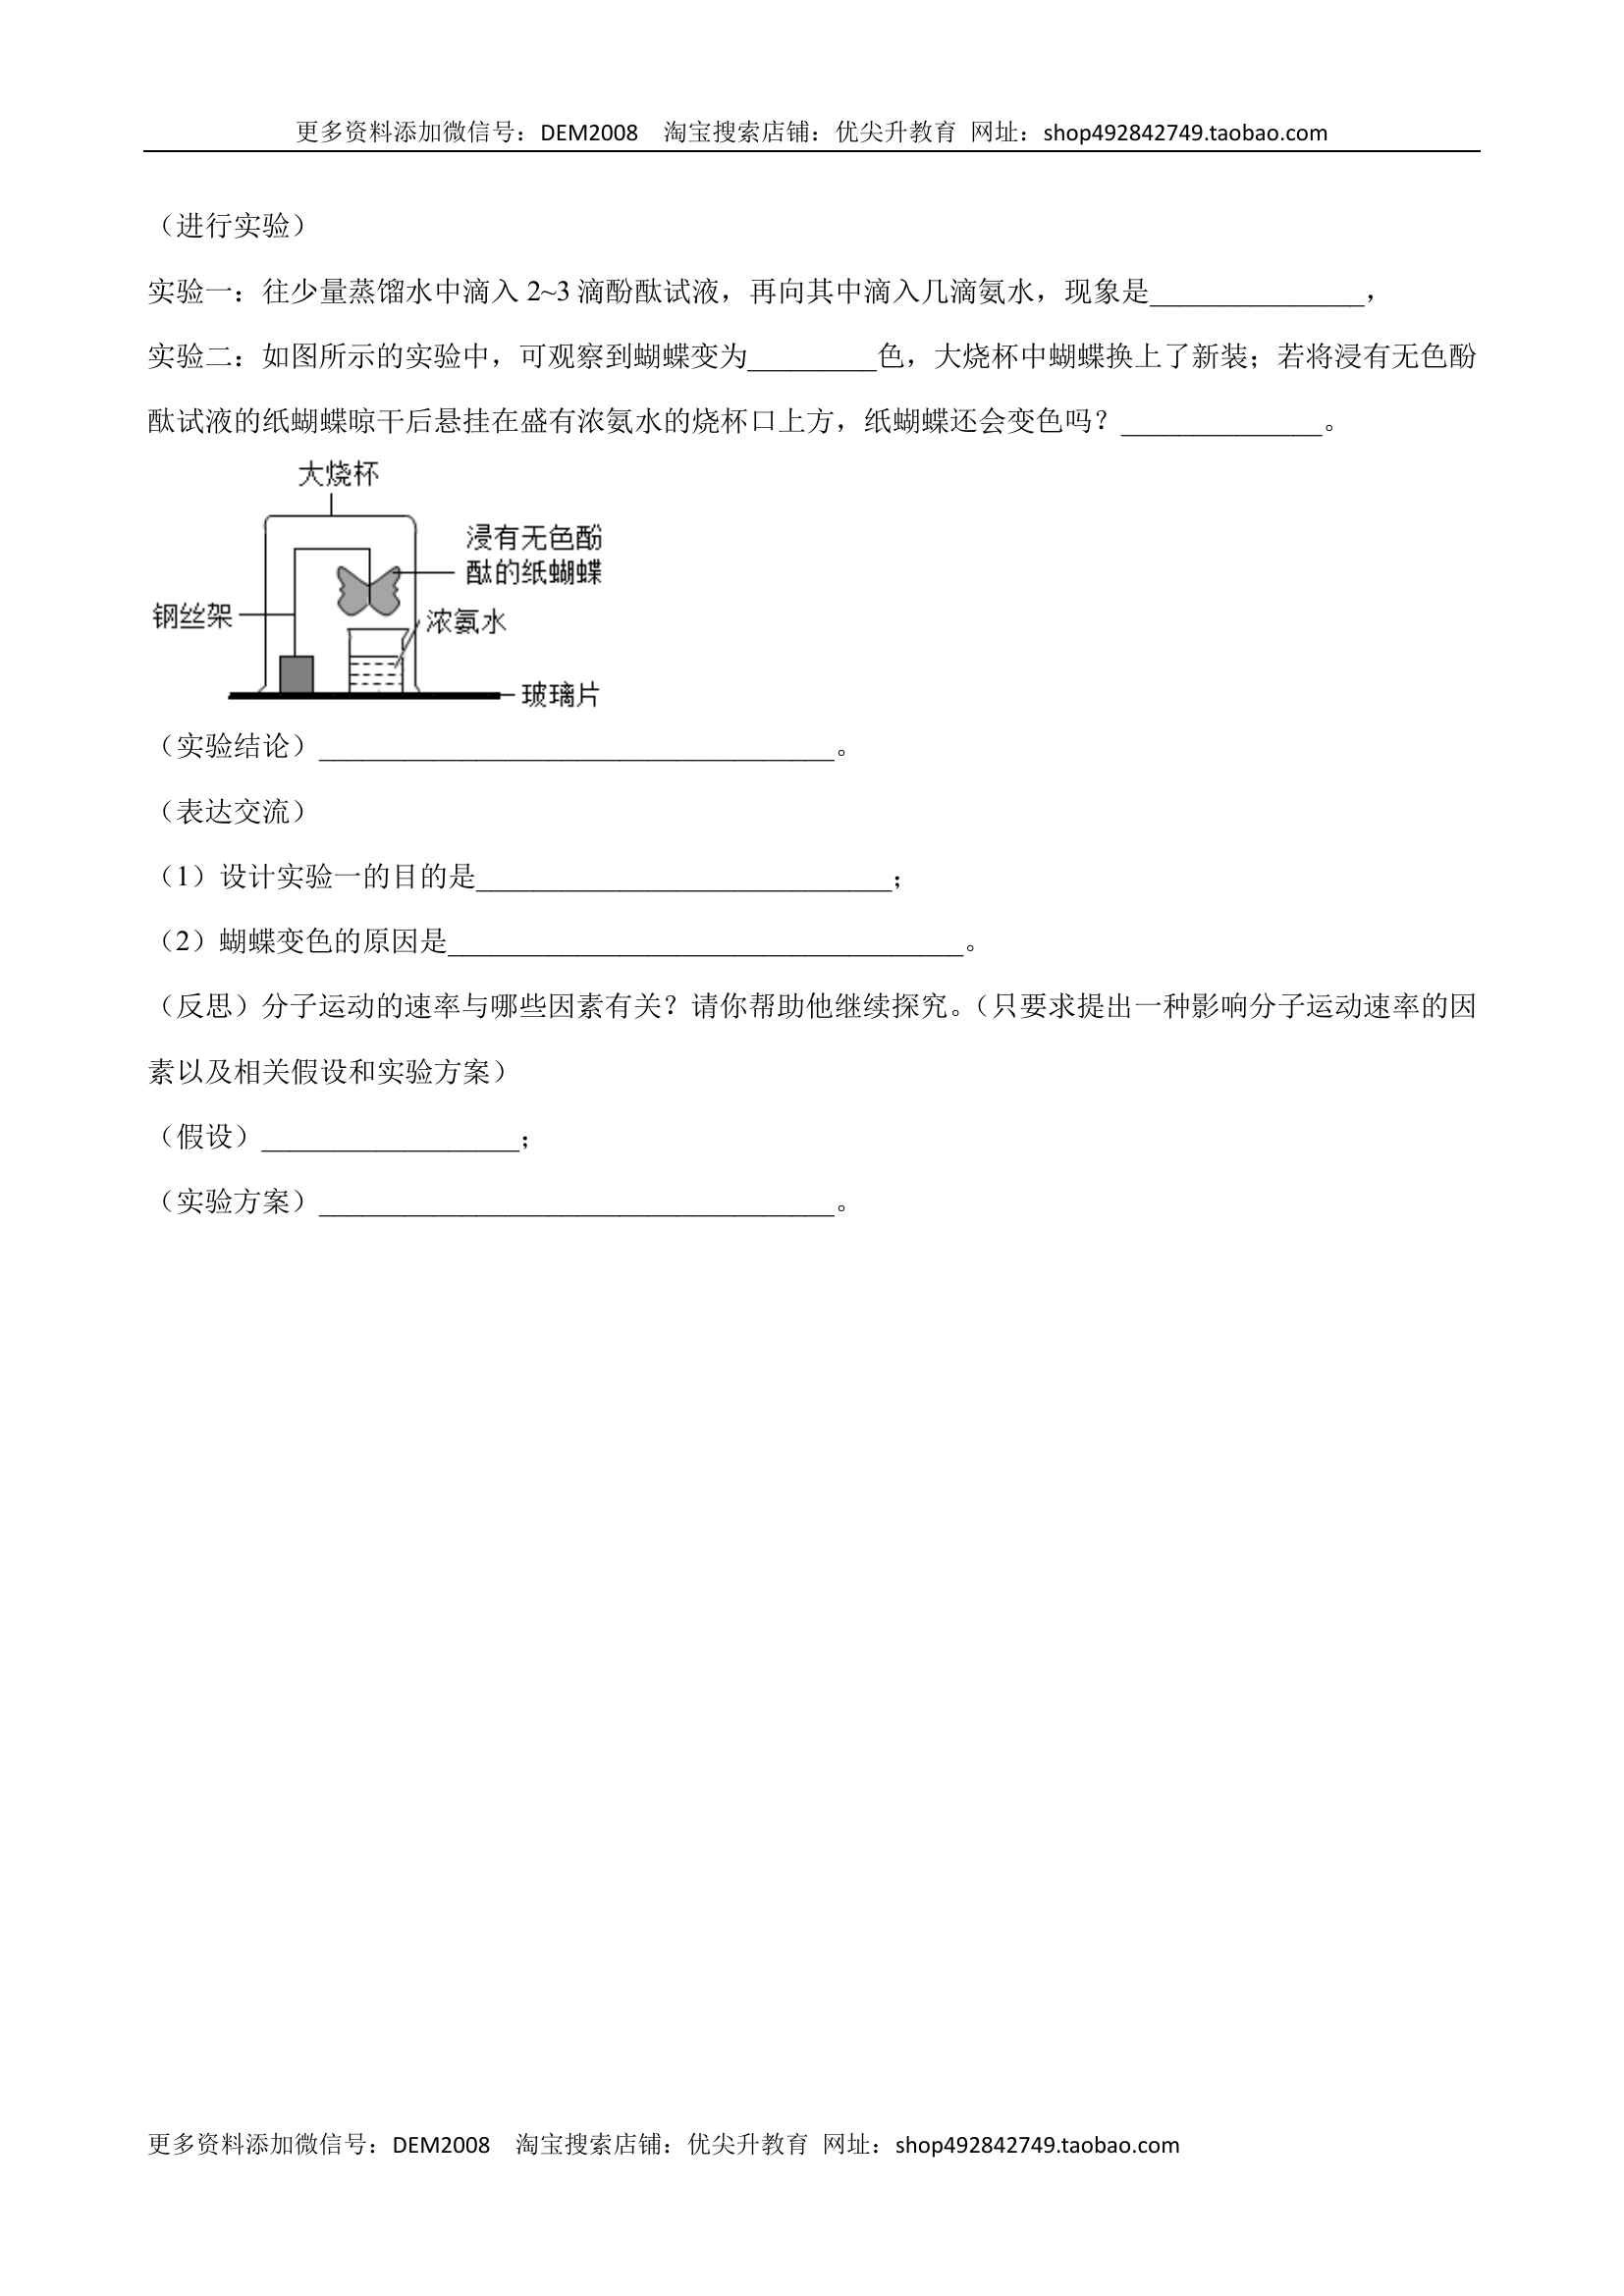 更多资料添加微信号：DEM2008 淘宝搜索店铺：优尖升教育 网址：shop492842749.taobao.com
（进行实验）
实验一：往少量蒸馏水中滴入 2~3 滴酚酞试液，再向其中滴入几滴氨水，现象是_______________，
实验二：如图所示的实验中，可观察到蝴蝶变为_________色，大烧杯中蝴蝶换上了新装；若将浸有无色酚
酞试液的纸蝴蝶晾干后悬挂在盛有浓氨水的烧杯口上方，纸蝴蝶还会变色吗？______________。
大烧杯
浸有无色酚
酞的纸蝴蝶
钢丝架
浓氨水
玻璃片
（实验结论）____________________________________。
（表达交流）
（1）设计实验一的目的是_____________________________；
（2）蝴蝶变色的原因是____________________________________。
（反思）分子运动的速率与哪些因素有关？请你帮助他继续探究。（只要求提出一种影响分子运动速率的因
素以及相关假设和实验方案）
（假设）__________________；
（实验方案）____________________________________。
更多资料添加微信号：DEM2008 淘宝搜索店铺：优尖升教育 网址：shop492842749.taobao.com